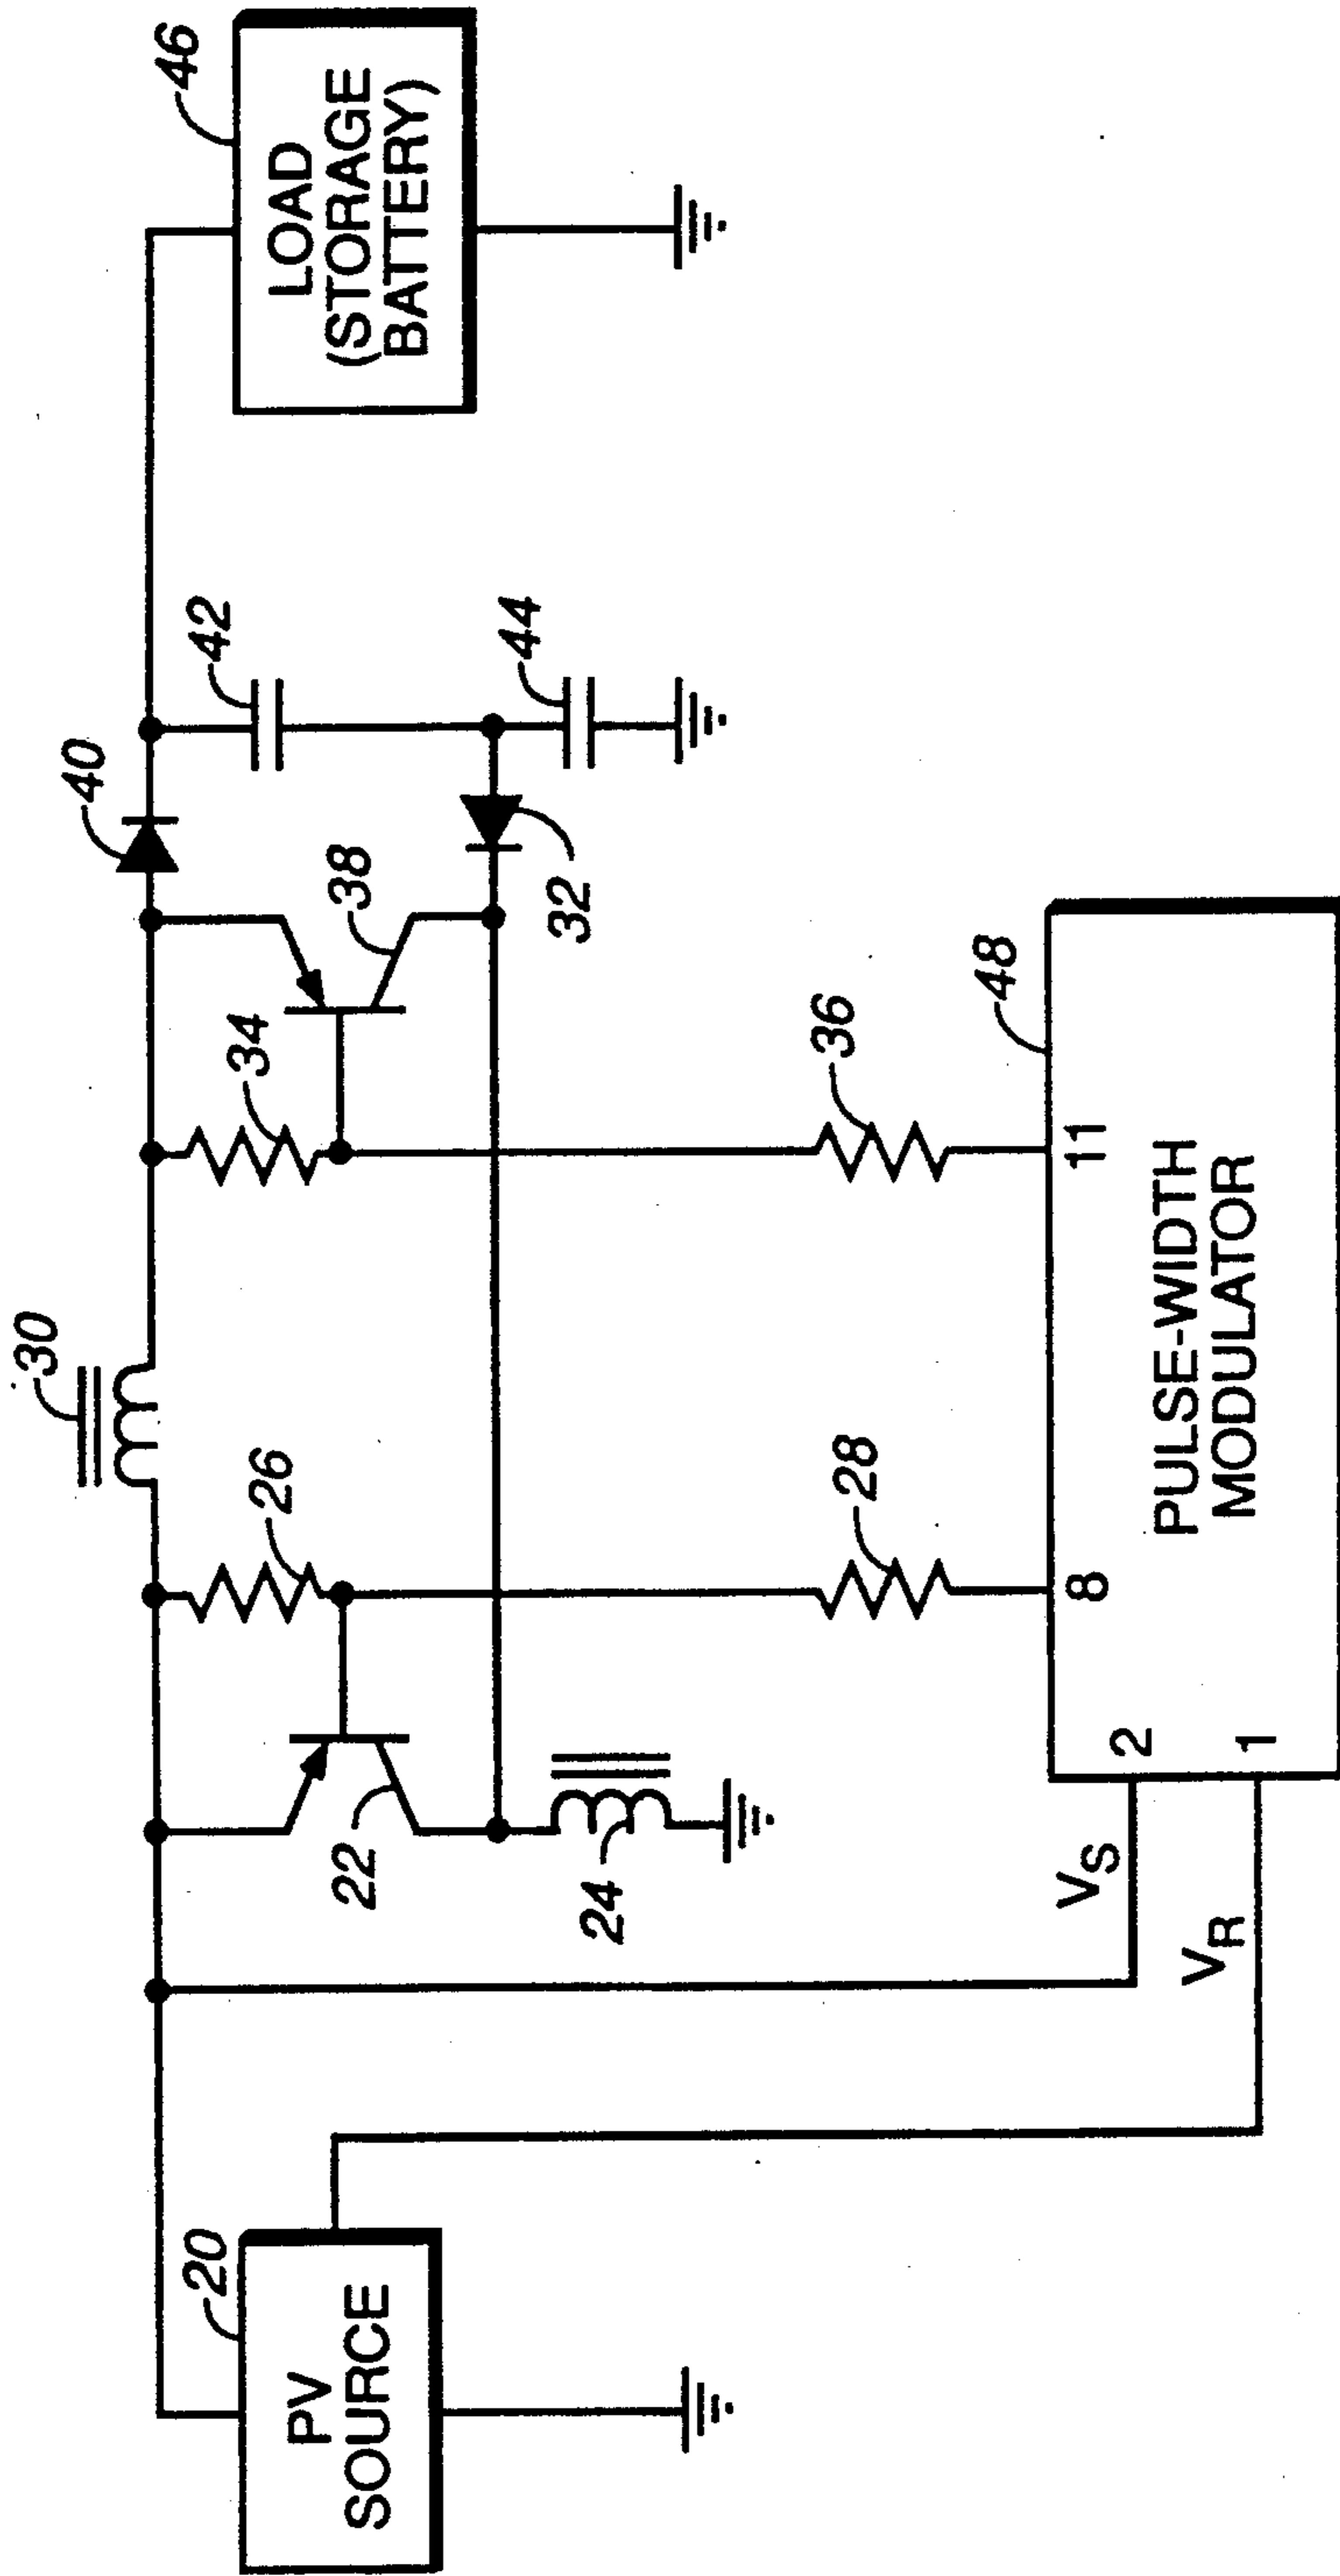 20
PV
SOURCE
22
24
26
28
30
34
36
38
32
40
42
44
46
LOAD
(STORAGE
BATTERY)
VS
VR
2
1
8
11
48
PULSE-WIDTH
MODULATOR